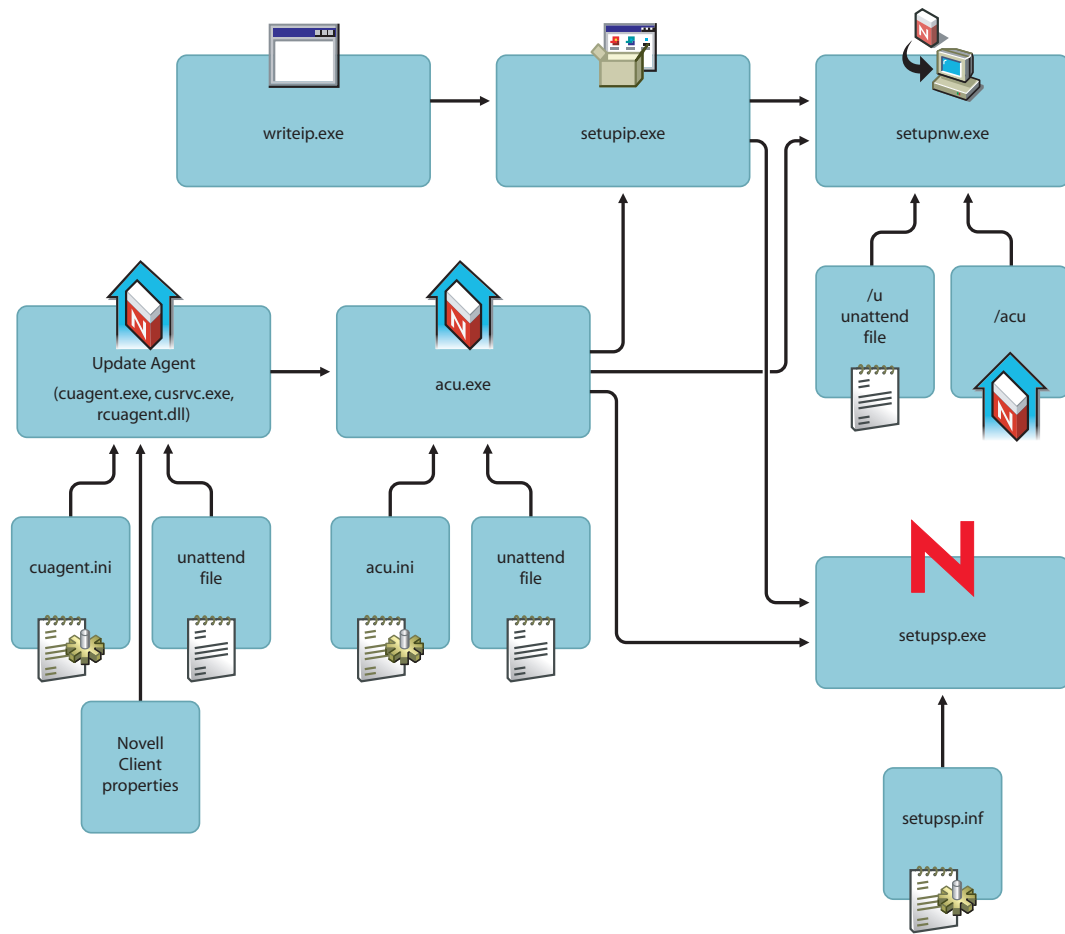 writeip.exe
setupip.exe
setupnw.exe
Update Agent
(cuagent.exe, cusrvc.exe,
rcuagent.dll)
acu.exe
/u
unattend
file
/acu
cuagent.ini
unattend
file
acu.ini
unattend
file
setupsp.exe
Novell
Client
properties
setupsp.inf